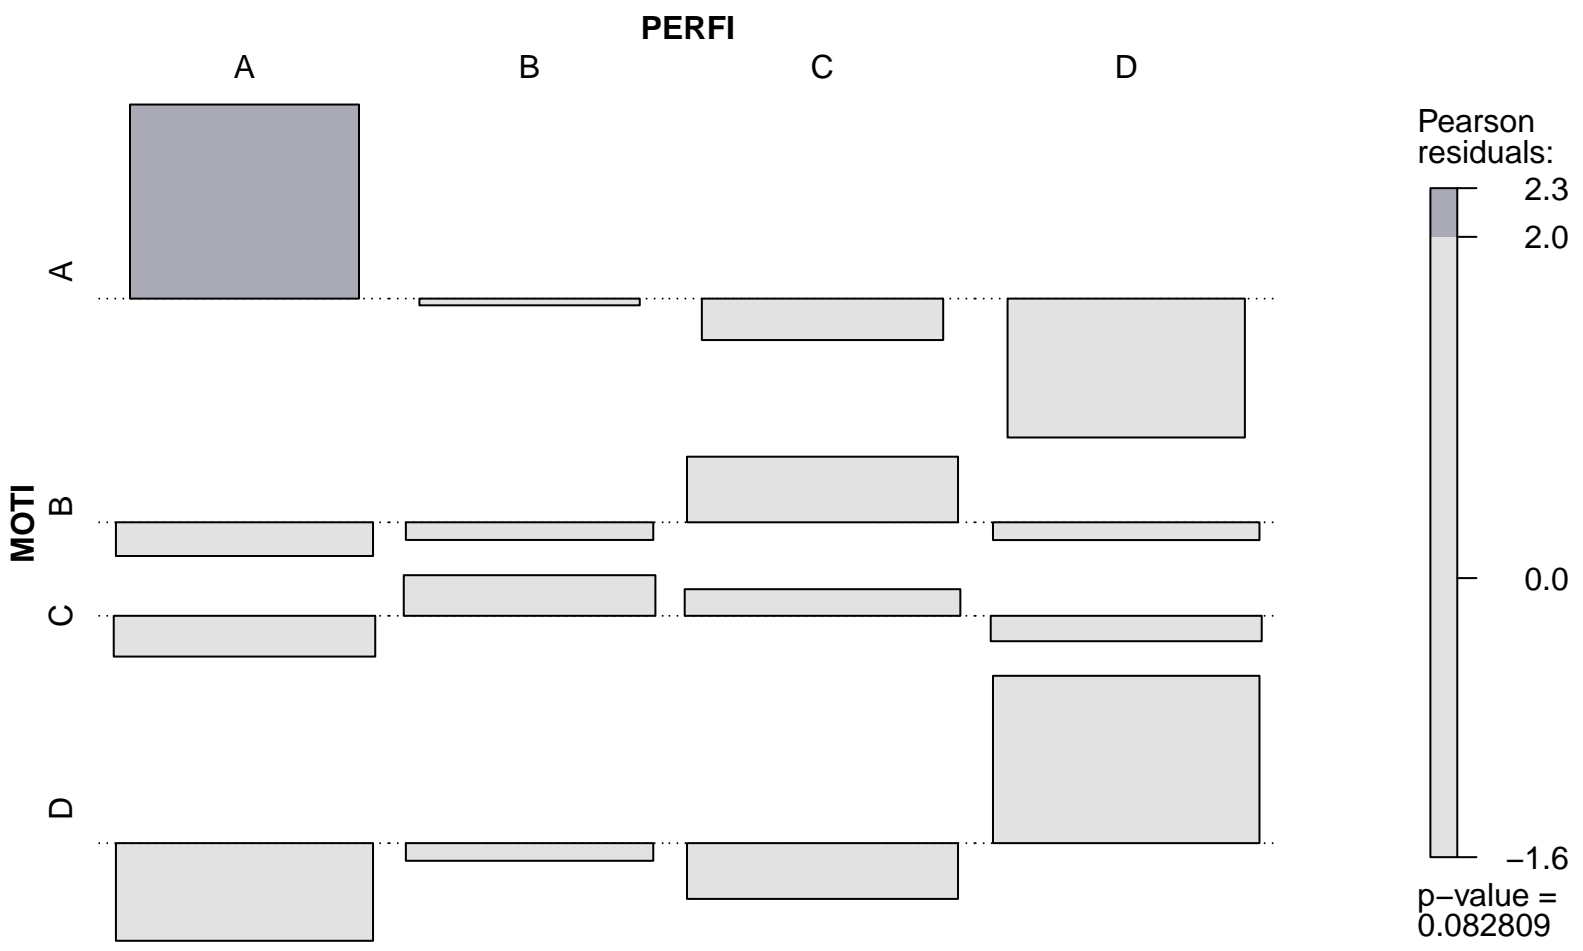 PERFI
A B C D
MOTI
A
B
C
D
Pearson
residuals:
2.3
2.0
0.0
−1.6
p−value =
0.082809